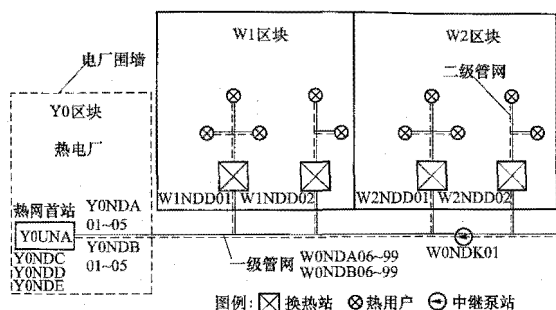 W1区块
W2区块
电厂围墙
二级管网
Y0区块
热电厂
W1NDD01
W1NDD02
W2NDD01
W2NDD02
热网首站
Y0NDA
01~05
Y0UNA
Y0NDB
01~05
Y0NDC
Y0NDD
Y0NDE
一级管网
W0NDA06~99
W0NDB06~99
W0NDK01
图例: 换热站 热用户 中继泵站